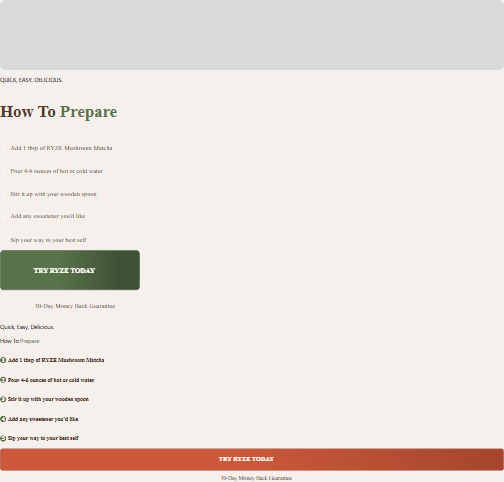 QUICK, EASY, DELICIOUS.
How To Prepare
Add 1 tbsp of RYZE Mushroom Matcha
Pour 4-6 ounces of hot or cold water
Stir it up with your wooden spoon
Add any sweetener you'd like
Sip your way to your best self
TRY RYZE TODAY
30-Day Money Back Guarantee
Quick, Easy, Delicious.
How To Prepare
1 Add 1 tbsp of RYZE Mushroom Matcha
2 Pour 4-6 ounces of hot or cold water
3 Stir it up with your wooden spoon
4 Add any sweetener you'd like
5 Sip your way to your best self
TRY RYZE TODAY
30-Day Money Back Guarantee